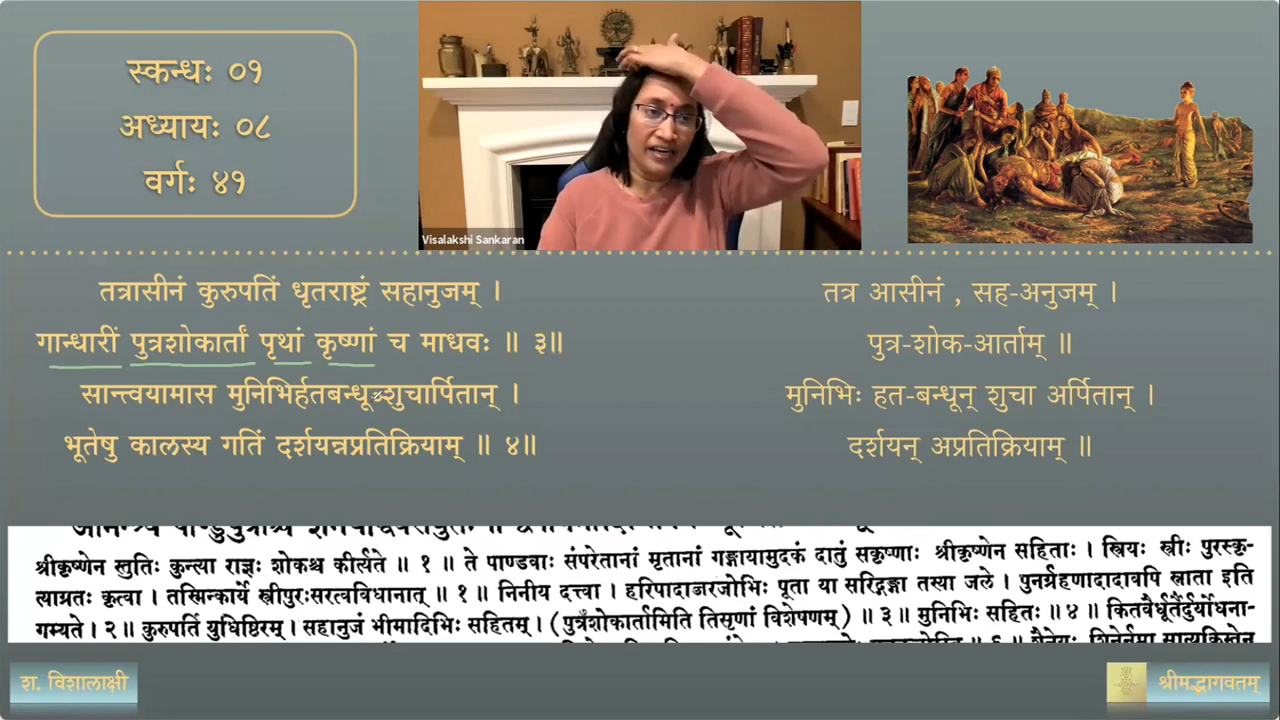 स्कन्धः ०१
अध्यायः ०८
वर्गः ४१
Visalakshi Sankaran
तत्रासीनं कुरुपतिं धृतराष्ट्रं सहानुजम् ।
गान्धारीं पुत्रशोकार्तां पृथां कृष्णां च माधवः ॥ ३॥
सान्त्वयामास मुनिभिर्हतबन्धूञ्शुचार्पितान् ।
भूतेषु कालस्य गतिं दर्शयन्नप्रतिक्रियाम् ॥ ४॥
तत्र आसीनं , सह-अनुजम् ।
पुत्र-शोक-आर्ताम् ॥
मुनिभिः हत-बन्धून् शुचा अर्पितान् ।
दर्शयन् अप्रतिक्रियाम् ॥
श्रीकृष्णेन स्तुतिः कुन्त्या राज्ञः शोकश्च कीर्त्यते ॥ १ ॥ ते पाण्डवाः संपरेतानां मृतानां गङ्गायामुदकं दातुं सकृष्णाः श्रीकृष्णेन सहिताः । स्त्रियः स्त्रीः पुरस्कृ-
त्याग्रतः कृत्वा । तस्मिन्कार्ये स्त्रीपुरःसरत्वविधानात् ॥ १ ॥ निनीय दत्त्वा । हरिपादाब्जरजोभिः पूता या सरिद्गङ्गा तस्या जले । पुनर्ग्रहणादादावपि स्नाता इति
गम्यते । २ ॥ कुरुपतिं युधिष्ठिरम् । सहानुजं भीमादिभिः सहितम् । (पुत्रशोकार्तामिति तिसृणां विशेषणम्) ॥ ३ ॥ मुनिभिः सहितः ॥ ४ ॥ कितवैर्धूर्तैर्दुर्योधना-
श. विशालाक्षी
श्रीमद्भागवतम्